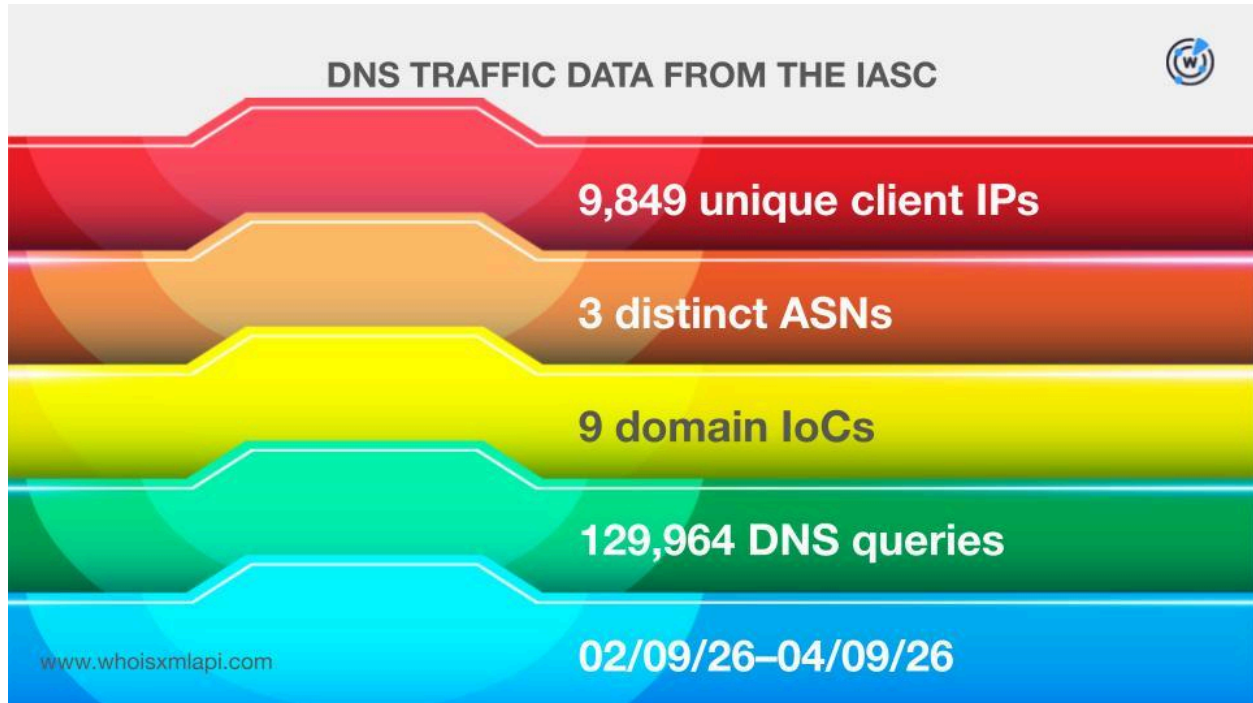 DNS TRAFFIC DATA FROM THE IASC
W
9,849 unique client IPs
3 distinct ASNs
9 domain IoCs
129,964 DNS queries
02/09/26–04/09/26
www.whoisxmlapi.com